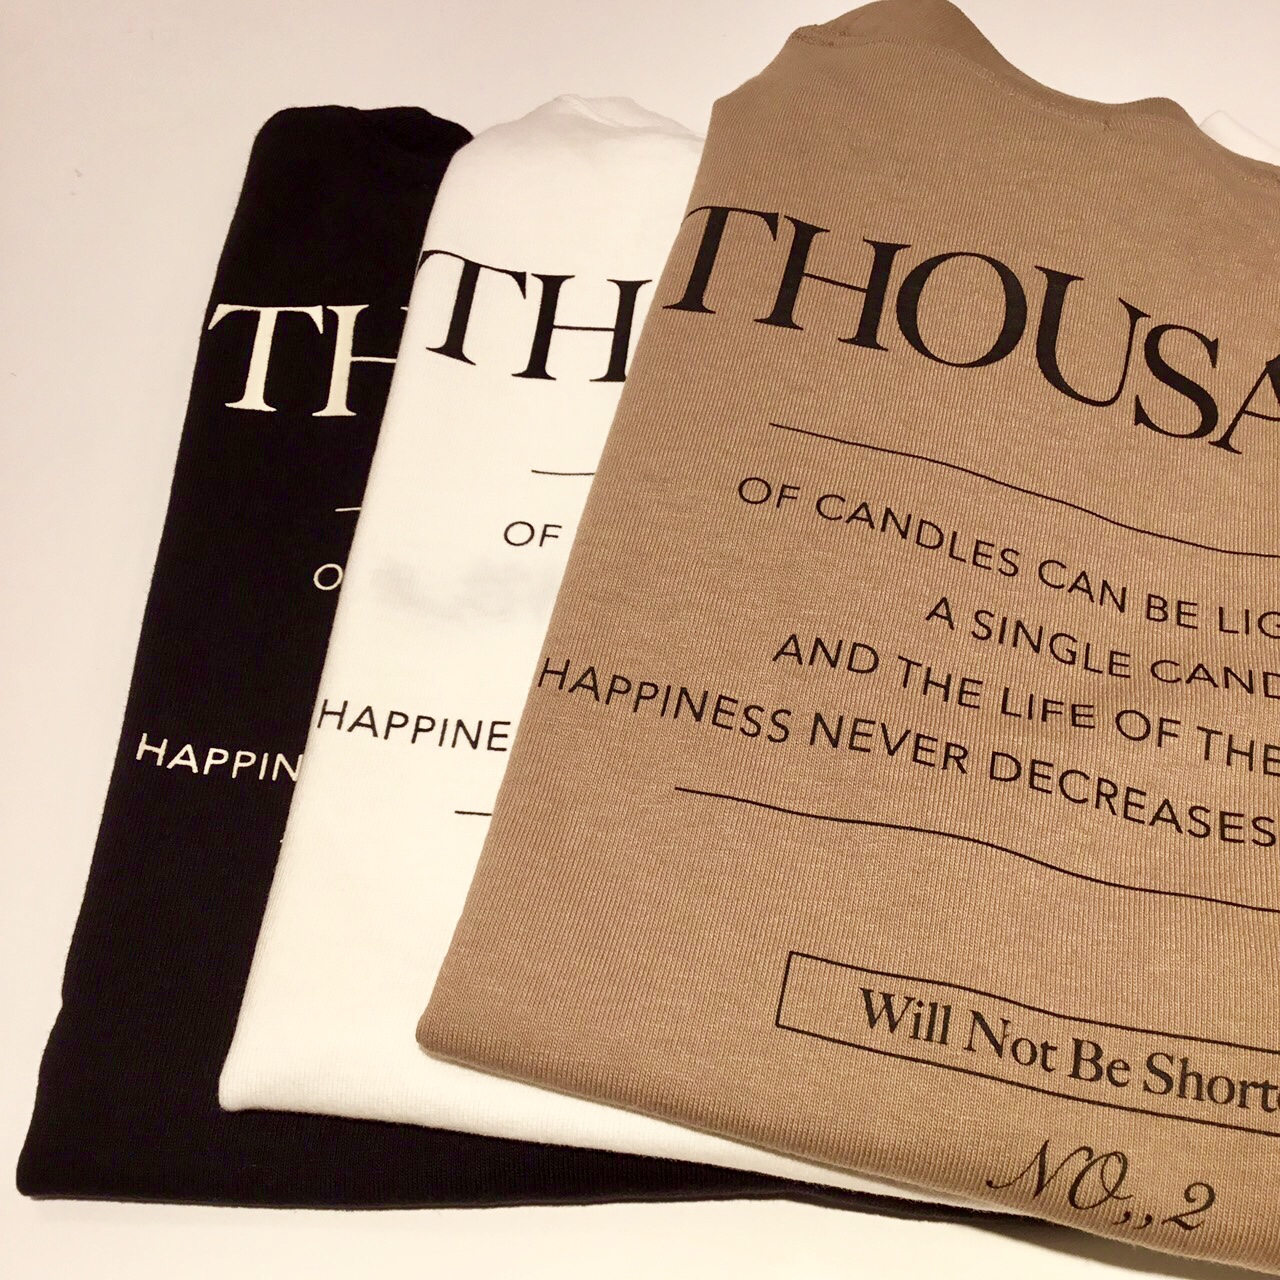 TH
O
HAPPIN
TH
OF
HAPPINE
THOUSA
OF CANDLES CAN BE LIG
A SINGLE CAND
AND THE LIFE OF THE
HAPPINESS NEVER DECREASES
Will Not Be Shorte
NO,,2